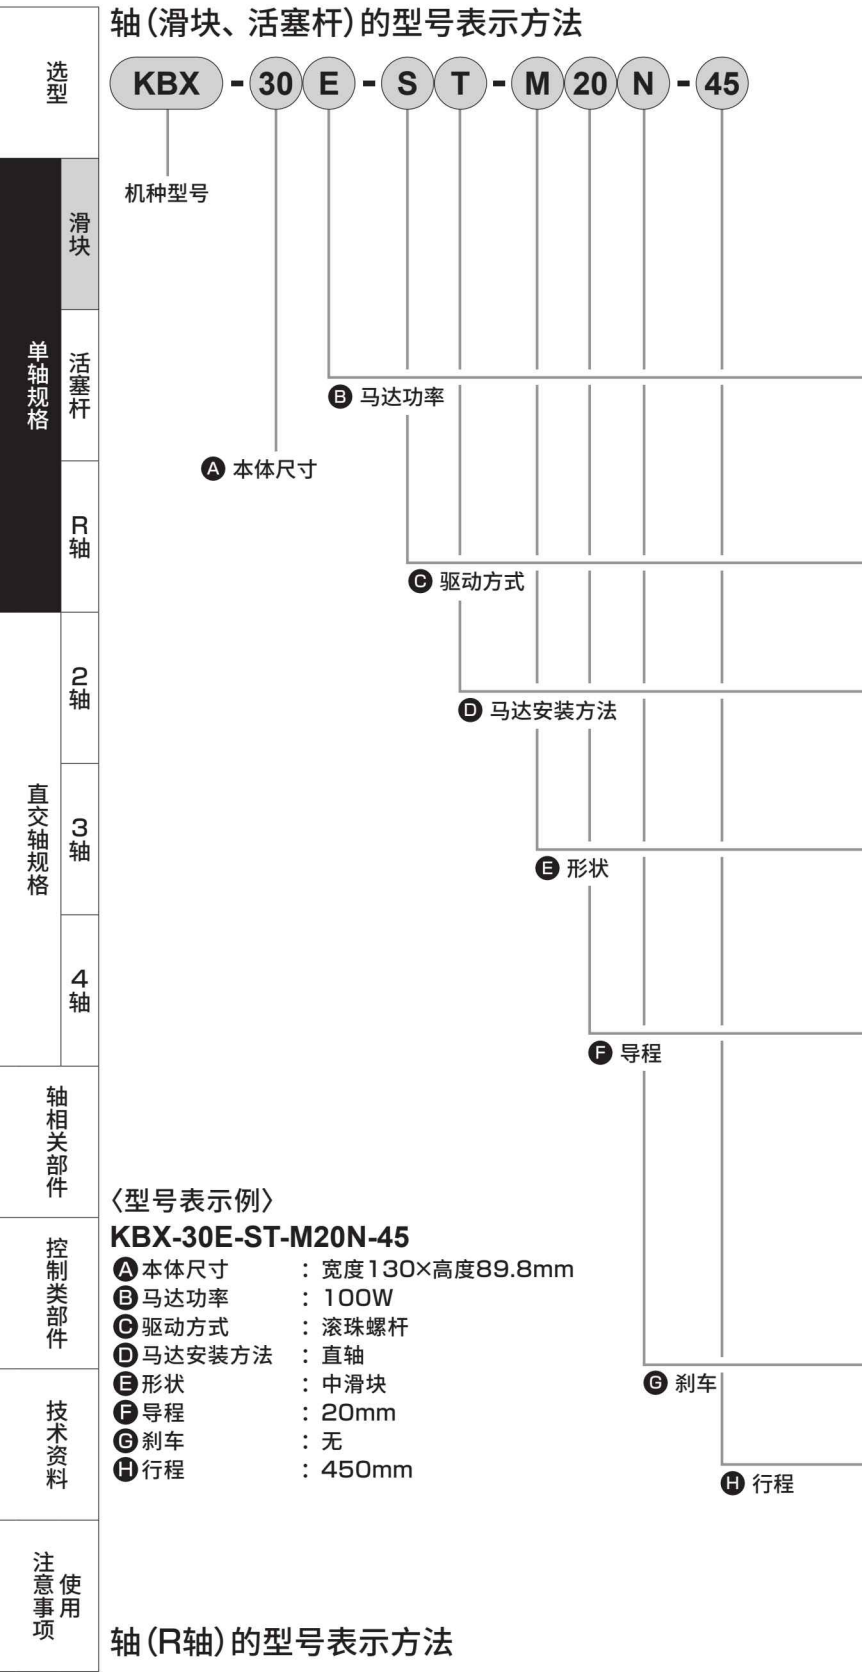 轴（滑块、活塞杆）的型号表示方法
KBX - 30 E - S T - M 20 N - 45
机种型号
B 马达功率
A 本体尺寸
C 驱动方式
D 马达安装方法
E 形状
F 导程
G 刹车
H 行程
〈型号表示例〉
KBX-30E-ST-M20N-45
A 本体尺寸 ：宽度130×高度89.8mm
B 马达功率 ：100W
C 驱动方式 ：滚珠螺杆
D 马达安装方法 ：直轴
E 形状 ：中滑块
F 导程 ：20mm
G 刹车 ：无
H 行程 ：450mm
轴（R轴）的型号表示方法
选型
单轴规格
滑块
活塞杆
R轴
直交轴规格
2轴
3轴
4轴
轴相关部件
控制类部件
技术资料
使用
注意事项